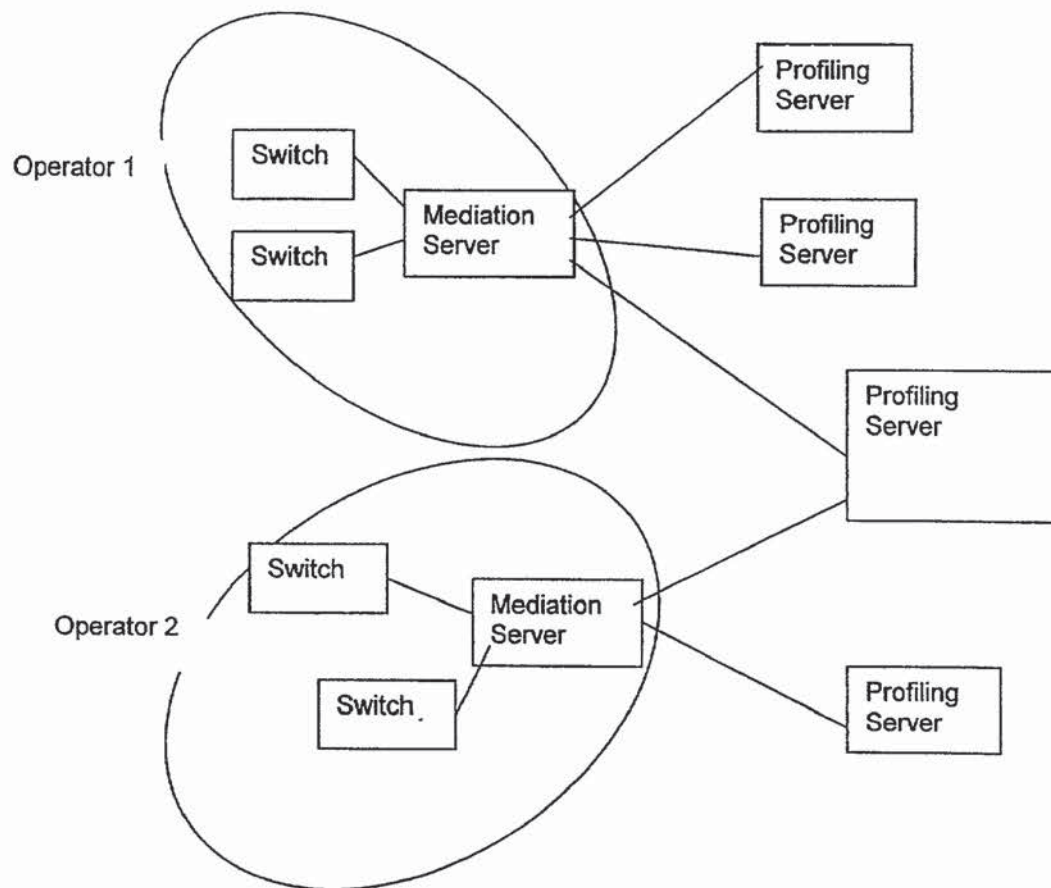 Profiling
Server
Operator 1
Switch
Mediation
Server
Switch
Profiling
Server
Profiling
Server
Switch
Mediation
Server
Operator 2
Switch .
Profiling
Server